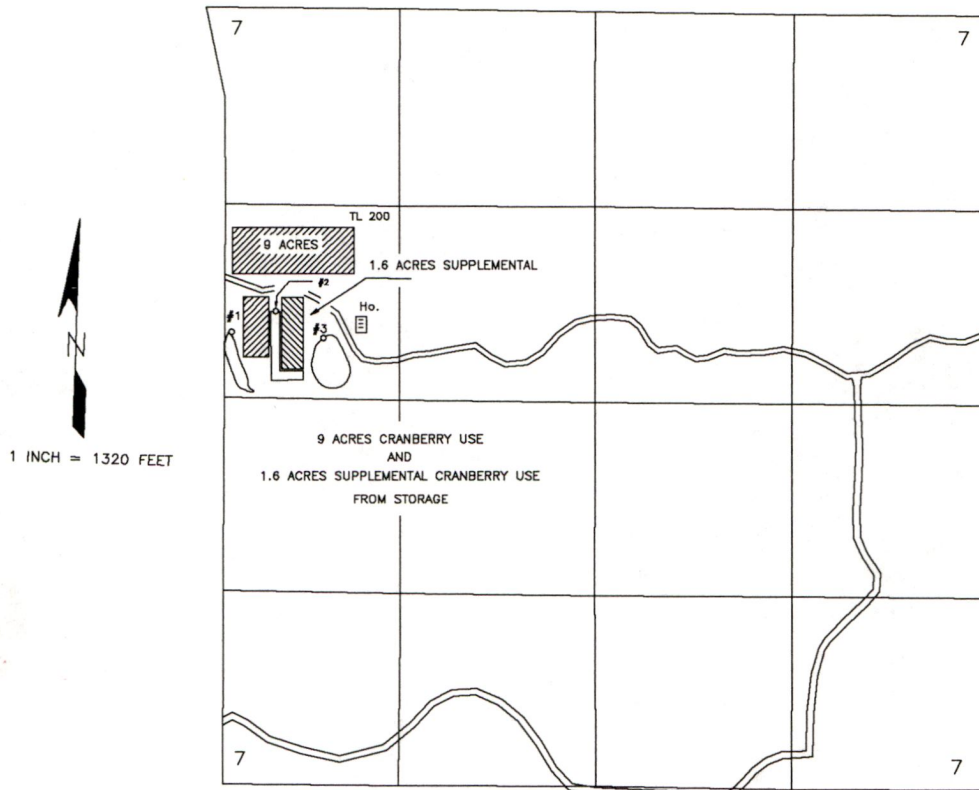 7
7
TL 200
9 ACRES
1.6 ACRES SUPPLEMENTAL
#2
Ho.
#1
#3
N
1 INCH = 1320 FEET
9 ACRES CRANBERRY USE
AND
1.6 ACRES SUPPLEMENTAL CRANBERRY USE
FROM STORAGE
7
7